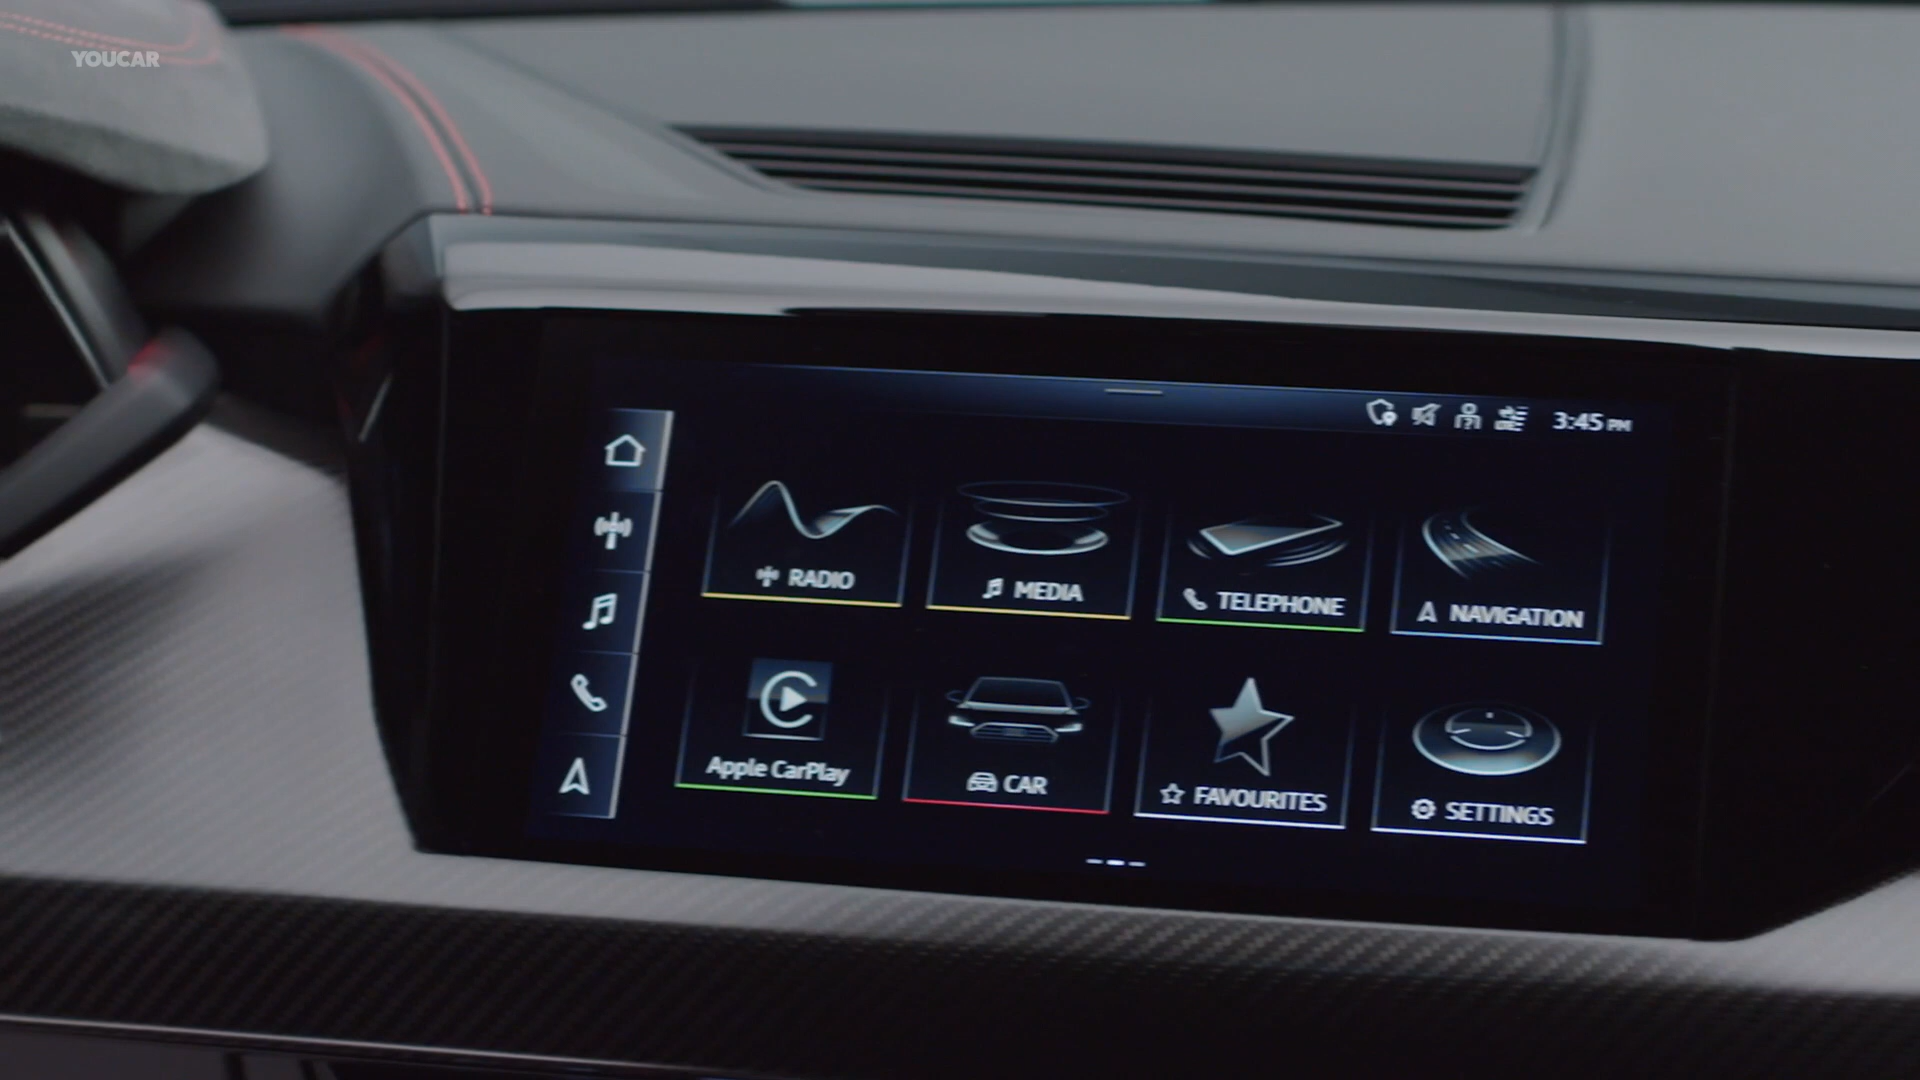 YOUCAR
3:45 PM
RADIO
MEDIA
TELEPHONE
NAVIGATION
Apple CarPlay
CAR
FAVOURITES
SETTINGS